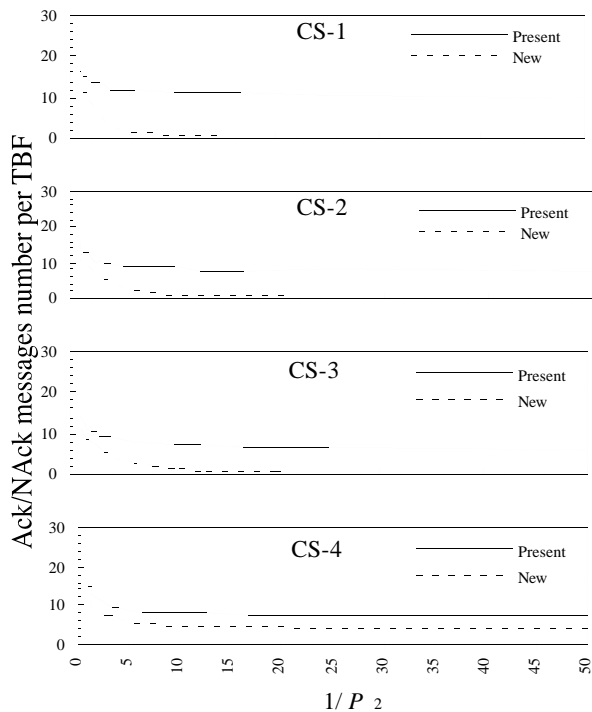 Ack/NAck messages number per TBF
30
20
10
0
CS-1
Present
New
30
20
10
0
CS-2
Present
New
30
20
10
0
CS-3
Present
New
30
20
10
0
CS-4
Present
New
0 5 10 15 20 25 30 35 40 45 50
1/ P 2